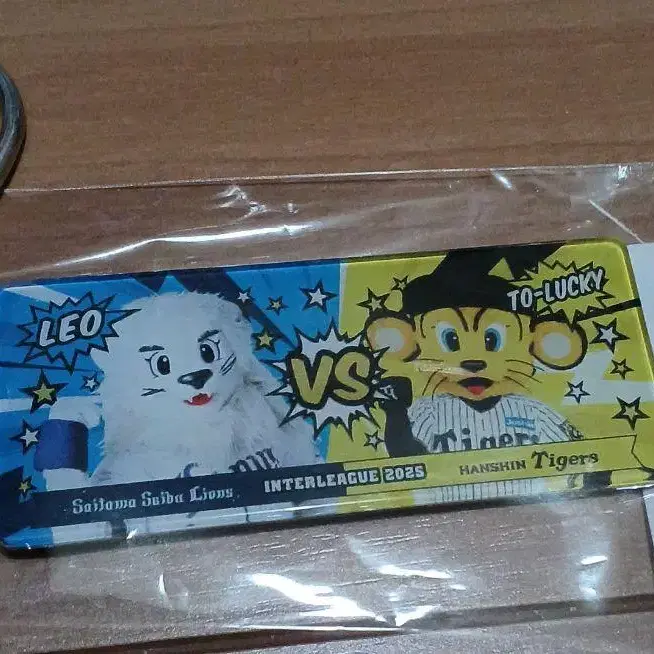 LEO
VS
TO-LUCKY
Tigers
Saitama Seibu Lions
INTERLEAGUE 2025
HANSHIN Tigers